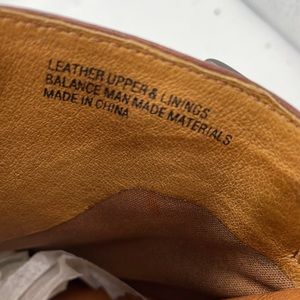 LEATHER UPPER & LININGS
BALANCE MAN MADE MATERIALS
MADE IN CHINA